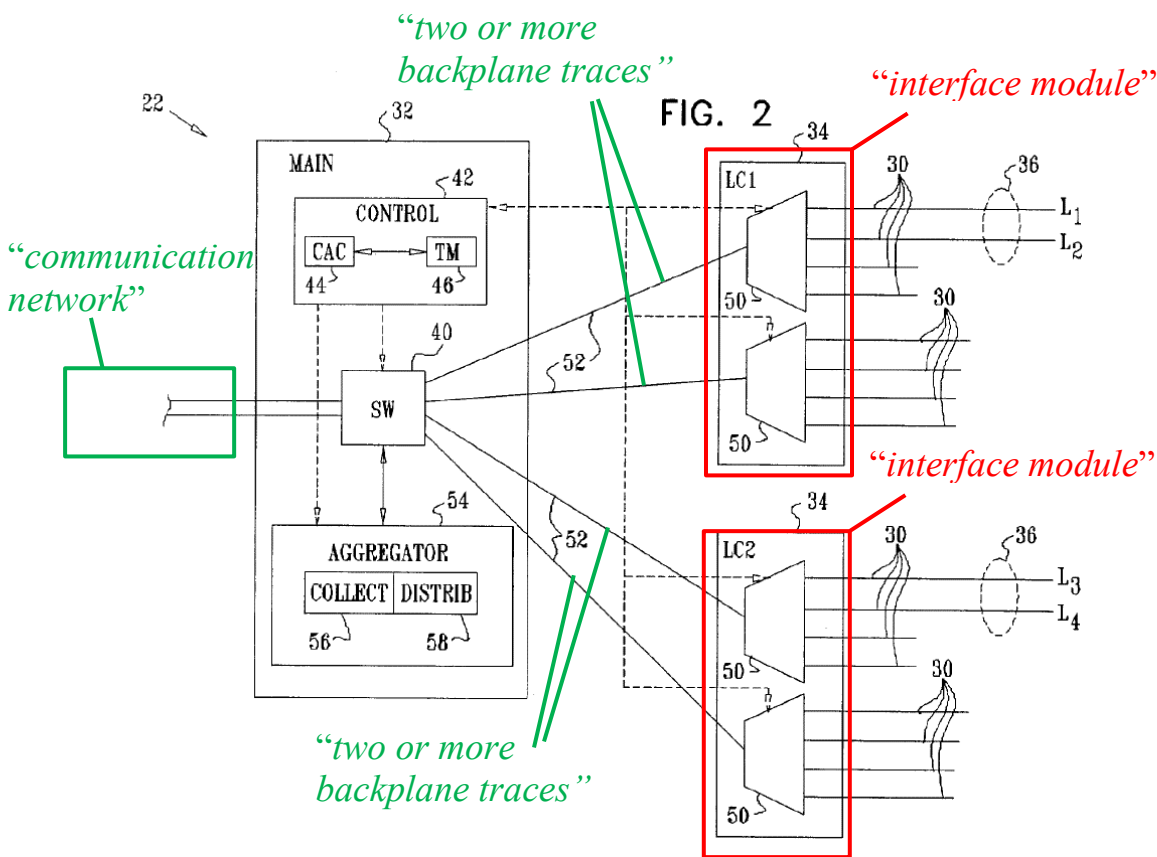 “two or more
backplane traces”
“interface module”
FIG. 2
22
32
34
MAIN
LC1
30
36
42
CONTROL
L1
L2
CAC
TM
“communication
network”
44
46
50
30
40
52
SW
50
“interface module”
54
52
34
AGGREGATOR
LC2
30
36
COLLECT
DISTRIB
L3
L4
56
58
50
30
“two or more
backplane traces”
50